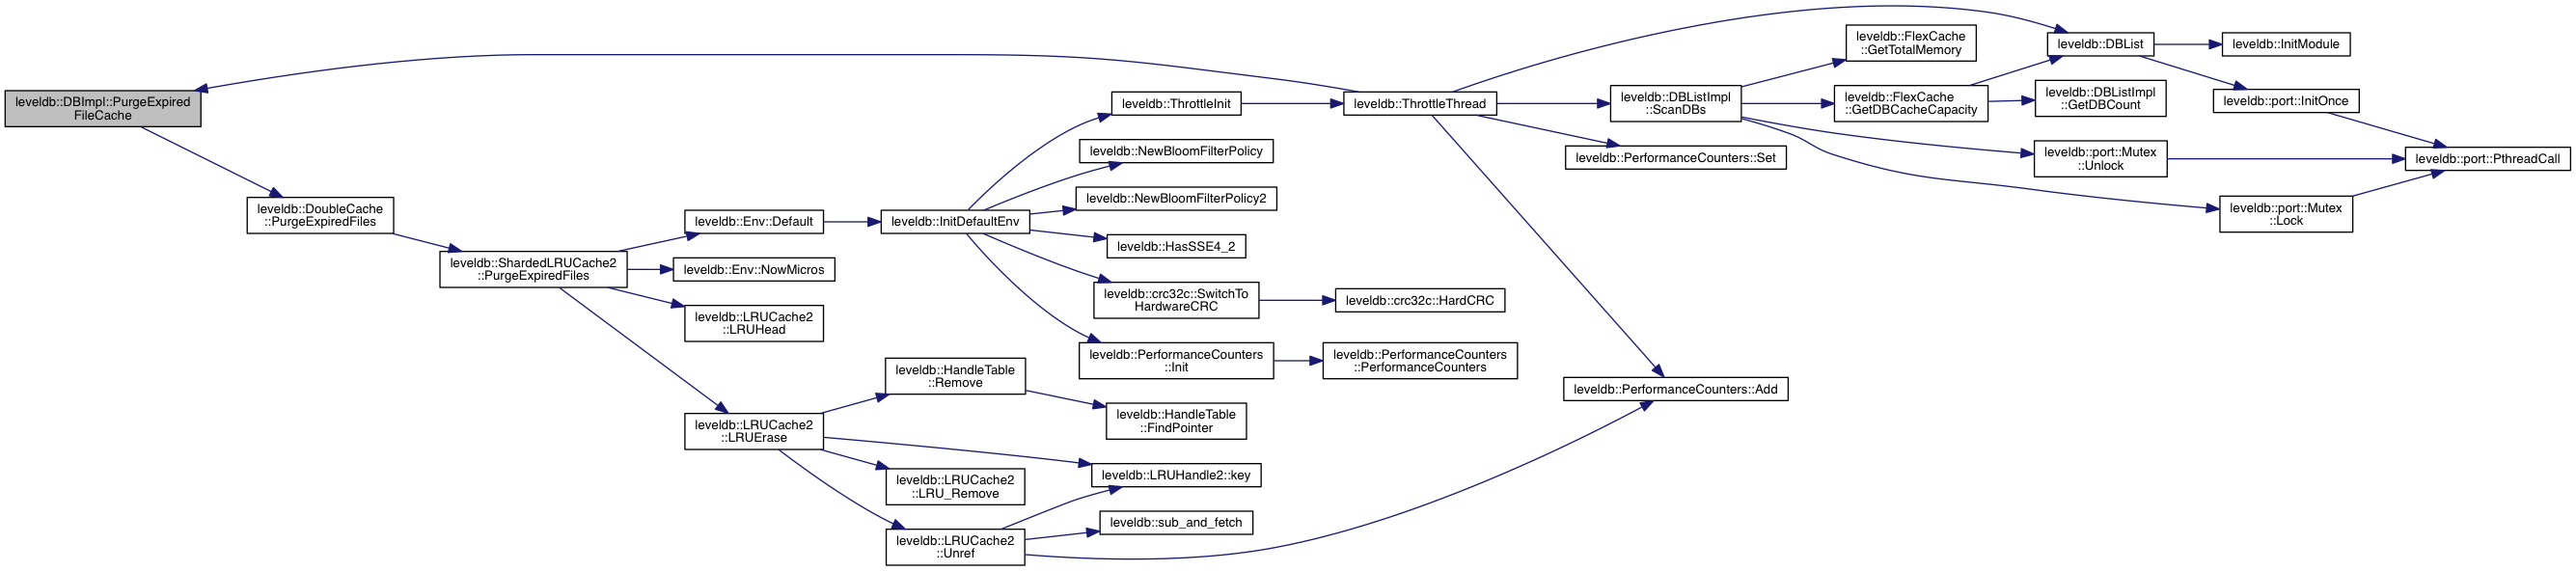 leveldb::DBImpl::PurgeExpired
FileCache
leveldb::DoubleCache
::PurgeExpiredFiles
leveldb::ShardedLRUCache2
::PurgeExpiredFiles
leveldb::Env::Default
leveldb::Env::NowMicros
leveldb::LRUCache2
::LRUHead
leveldb::LRUCache2
::LRUErase
leveldb::InitDefaultEnv
leveldb::HandleTable
::Remove
leveldb::LRUCache2
::LRU_Remove
leveldb::LRUCache2
::Unref
leveldb::ThrottleInit
leveldb::NewBloomFilterPolicy
leveldb::NewBloomFilterPolicy2
leveldb::HasSSE4_2
leveldb::crc32c::SwitchTo
HardwareCRC
leveldb::PerformanceCounters
::Init
leveldb::HandleTable
::FindPointer
leveldb::LRUHandle2::key
leveldb::sub_and_fetch
leveldb::ThrottleThread
leveldb::crc32c::HardCRC
leveldb::PerformanceCounters
::PerformanceCounters
leveldb::DBListImpl
::ScanDBs
leveldb::PerformanceCounters::Set
leveldb::PerformanceCounters::Add
leveldb::FlexCache
::GetTotalMemory
leveldb::FlexCache
::GetDBCacheCapacity
leveldb::DBList
leveldb::DBListImpl
::GetDBCount
leveldb::port::Mutex
::Unlock
leveldb::InitModule
leveldb::port::InitOnce
leveldb::port::Mutex
::Lock
leveldb::port::PthreadCall